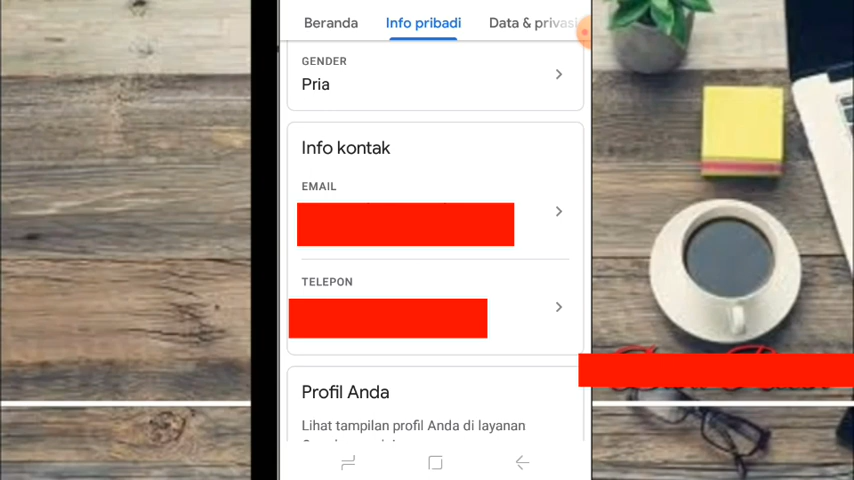 Beranda
Info pribadi
Data & privasi
GENDER
Pria
Info kontak
EMAIL
TELEPON
Profil Anda
Lihat tampilan profil Anda di layanan